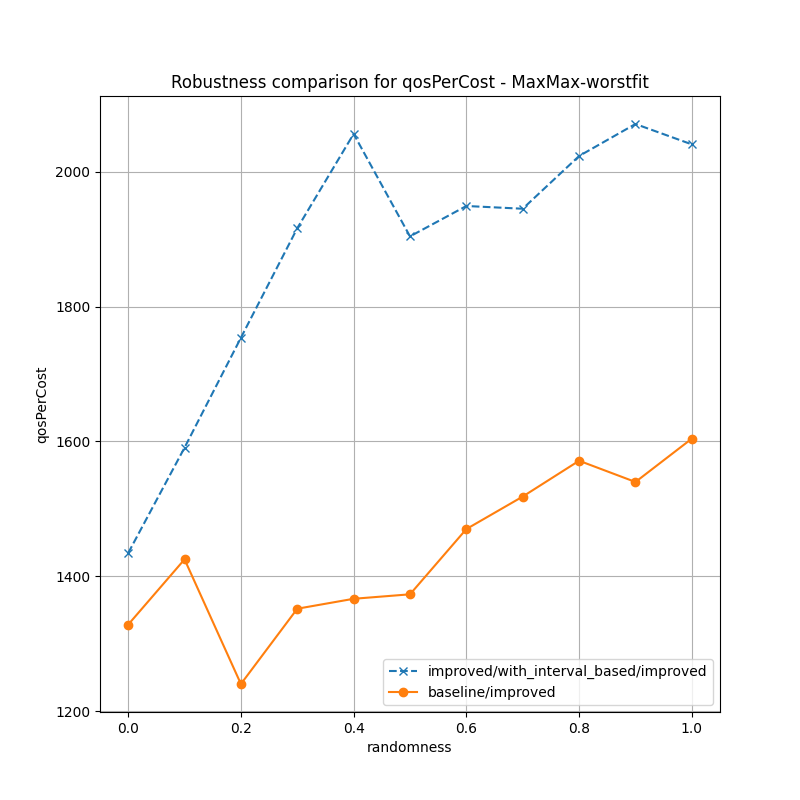 Robustness comparison for qosPerCost - MaxMax-worstfit
qosPerCost
2000
1800
1600
1400
1200
improved/with_interval_based/improved
baseline/improved
0.0 0.2 0.4 0.6 0.8 1.0
randomness